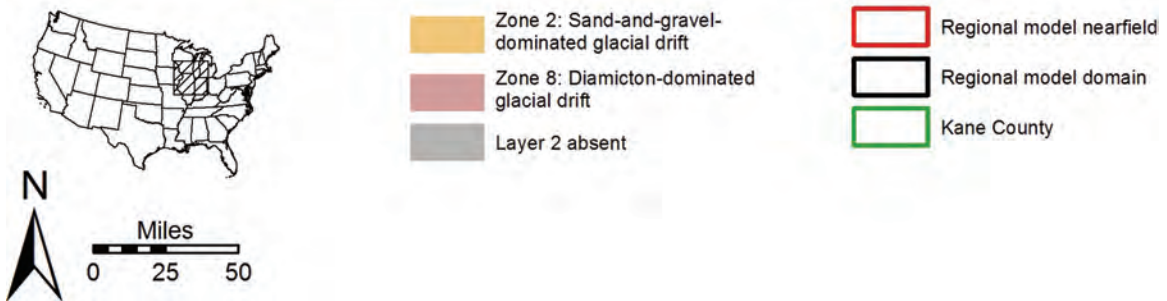 Zone 2: Sand-and-gravel-
dominated glacial drift
Zone 8: Diamicton-dominated
glacial drift
Layer 2 absent
Regional model nearfield
Regional model domain
Kane County
N
Miles
0 25 50